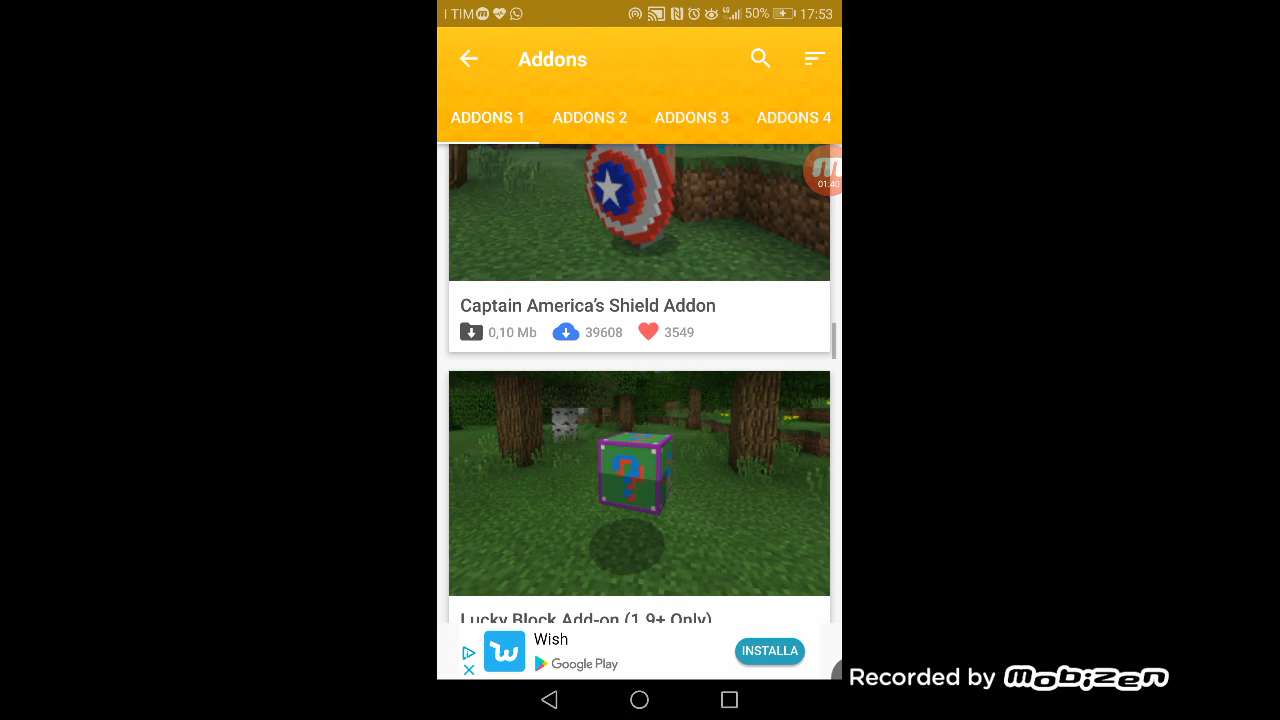 I TIM 4G 50% 17:53
Addons
ADDONS 1 ADDONS 2 ADDONS 3 ADDONS 4
01:40
Captain America's Shield Addon
0,10 Mb 39608 3549
Lucky Block Add-on (1.9+ Only)
Wish
Google Play
INSTALLA
Recorded by mobizen